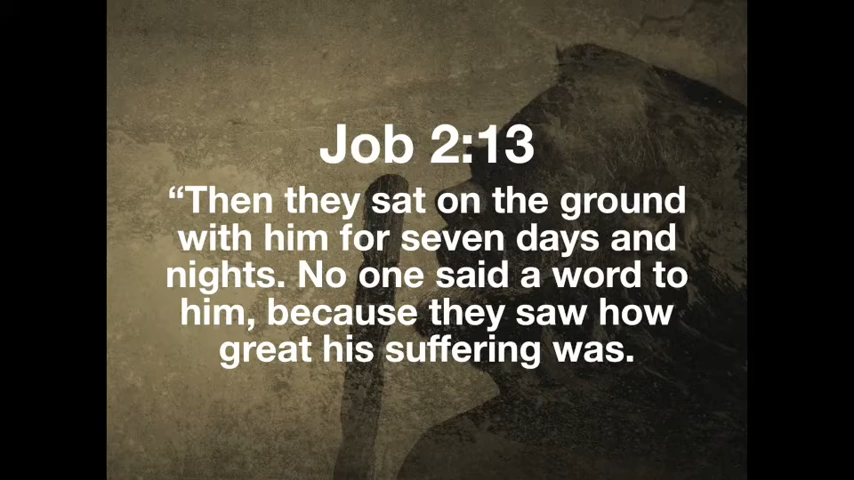 Job 2:13
“Then they sat on the ground
with him for seven days and
nights. No one said a word to
him, because they saw how
great his suffering was.